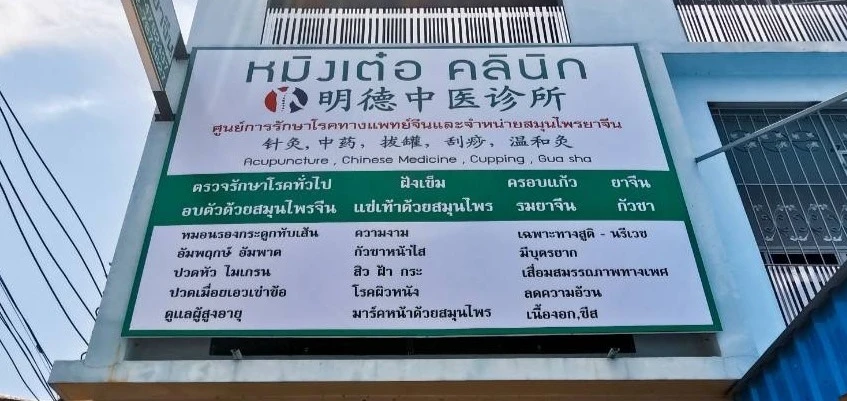 หมิงเต๋อ คลินิก
明德中医诊所
ศูนย์การรักษาโรคทางแพทย์จีนและจำหน่ายสมุนไพรยาจีน
针灸, 中药, 拔罐, 刮痧, 温和灸
Acupuncture , Chinese Medicine , Cupping , Gua sha
ตรวจรักษาโรคทั่วไป ฝังเข็ม ครอบแก้ว ยาจีน
อบตัวด้วยสมุนไพรจีน แช่เท้าด้วยสมุนไพร รมยาจีน กัวซา
หมอนรองกระดูกทับเส้น ความงาม เฉพาะทางสูติ - นรีเวช
อัมพฤกษ์ อัมพาต กัวซาหน้าใส มีบุตรยาก
ปวดหัว ไมเกรน สิว ฝ้า กระ เสื่อมสมรรถภาพทางเพศ
ปวดเมื่อยเอวเข่าข้อ โรคผิวหนัง ลดความอ้วน
ดูแลผู้สูงอายุ มาร์คหน้าด้วยสมุนไพร เนื้องอก,ซีส